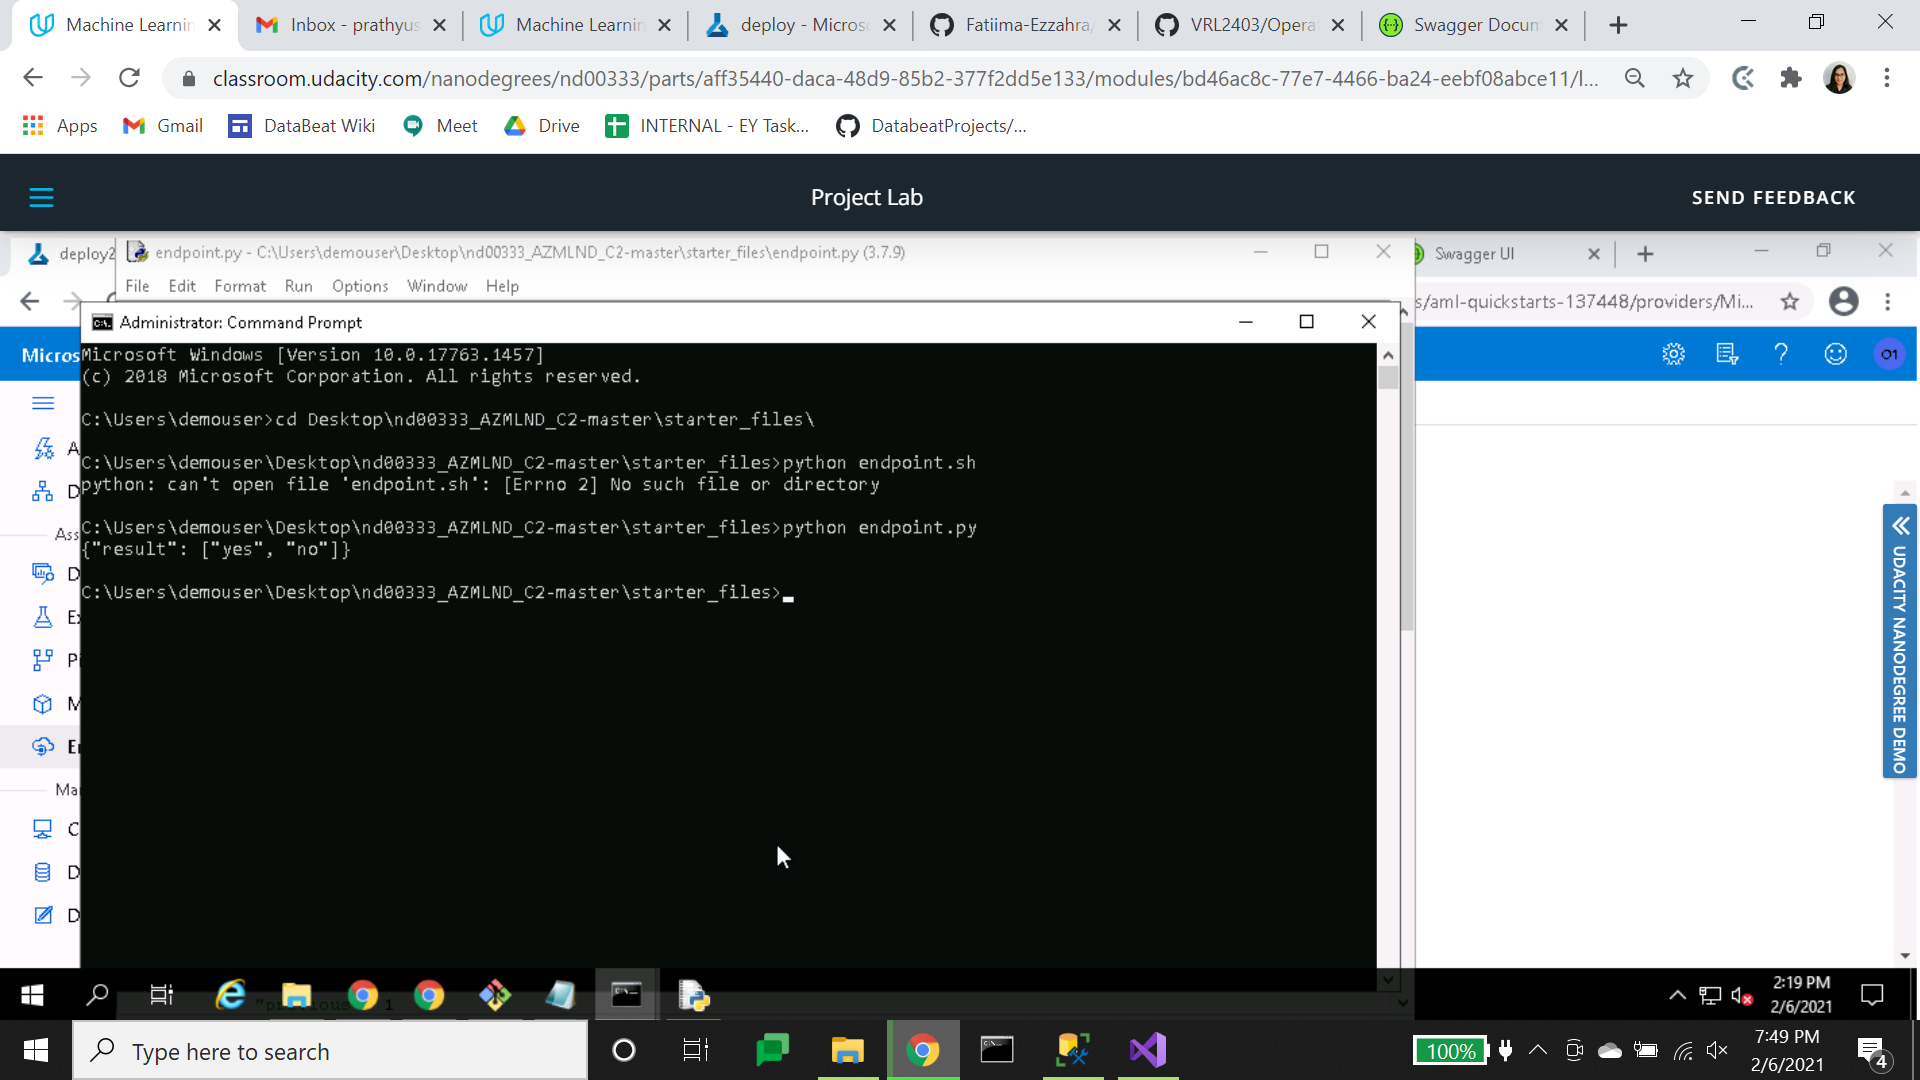 Machine Learnin
Inbox - prathyus
Machine Learnin
deploy - Micros
Fatiima-Ezzahra/
VRL2403/Opera
Swagger Docum
classroom.udacity.com/nanodegrees/nd00333/parts/aff35440-daca-48d9-85b2-377f2dd5e133/modules/bd46ac8c-77e7-4466-ba24-eebf08abce11/l...
Apps
Gmail
DataBeat Wiki
Meet
Drive
INTERNAL - EY Task...
DatabeatProjects/...
Project Lab
SEND FEEDBACK
deploy2
endpoint.py - C:\Users\demouser\Desktop\nd00333_AZMLND_C2-master\starter_files\endpoint.py (3.7.9)
Swagger UI
File Edit Format Run Options Window Help
s/aml-quickstarts-137448/providers/Mi...
Administrator: Command Prompt
Micros
O1
Microsoft Windows [Version 10.0.17763.1457]
(c) 2018 Microsoft Corporation. All rights reserved.
C:\Users\demouser>cd Desktop\nd00333_AZMLND_C2-master\starter_files\
A
C:\Users\demouser\Desktop\nd00333_AZMLND_C2-master\starter_files>python endpoint.sh
python: can't open file 'endpoint.sh': [Errno 2] No such file or directory
D
C:\Users\demouser\Desktop\nd00333_AZMLND_C2-master\starter_files>python endpoint.py
Ass
{"result": ["yes", "no"]}
D
C:\Users\demouser\Desktop\nd00333_AZMLND_C2-master\starter_files>
Ex
Pi
M
En
Ma
C
D
D
UDACITY NANODEGREE DEMO
"previous": 1
2:19 PM
2/6/2021
Type here to search
100%
7:49 PM
2/6/2021
4